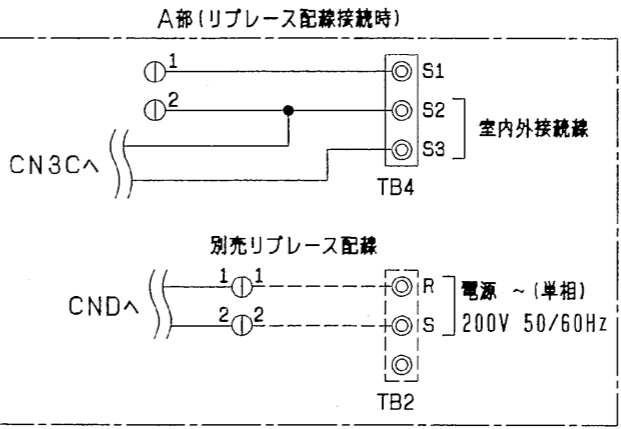 A部(リプレース配線接続時)
1
S1
2
S2
室内外接続線
S3
CN3Cへ
TB4
別売リプレース配線
1 1
R
電源 ~(単相)
CNDへ
2 2
S
200V 50/60Hz
TB2